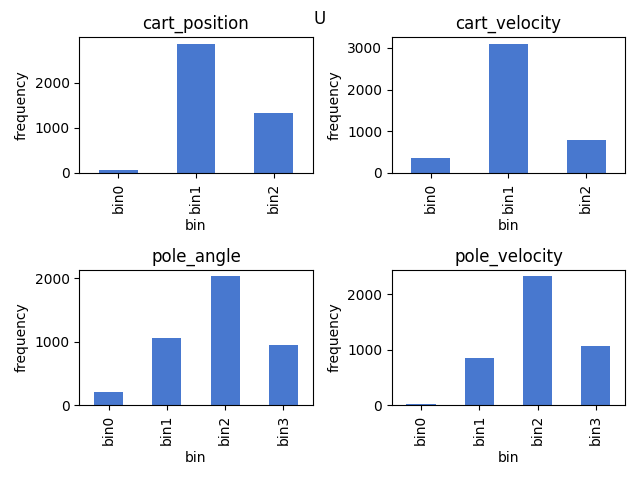 U
cart_position
frequency
2000
1000
0
bin0
bin1
bin2
bin
cart_velocity
frequency
3000
2000
1000
0
bin0
bin1
bin2
bin
pole_angle
frequency
2000
1000
0
bin0
bin1
bin2
bin3
bin
pole_velocity
frequency
2000
1000
0
bin0
bin1
bin2
bin3
bin